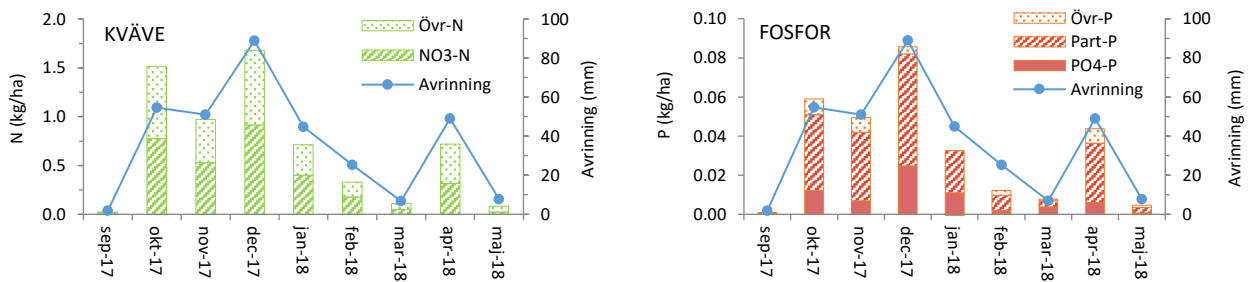 KVÄVE
Övr-N
NO3-N
Avrinning
N (kg/ha)
2.0
1.5
1.0
0.5
0.0
100
80
60
40
20
0
Avrinning (mm)
sep-17
okt-17
nov-17
dec-17
jan-18
feb-18
mar-18
apr-18
maj-18
FOSFOR
Övr-P
Part-P
PO4-P
Avrinning
P (kg/ha)
0.10
0.08
0.06
0.04
0.02
0.00
100
80
60
40
20
0
Avrinning (mm)
sep-17
okt-17
nov-17
dec-17
jan-18
feb-18
mar-18
apr-18
maj-18